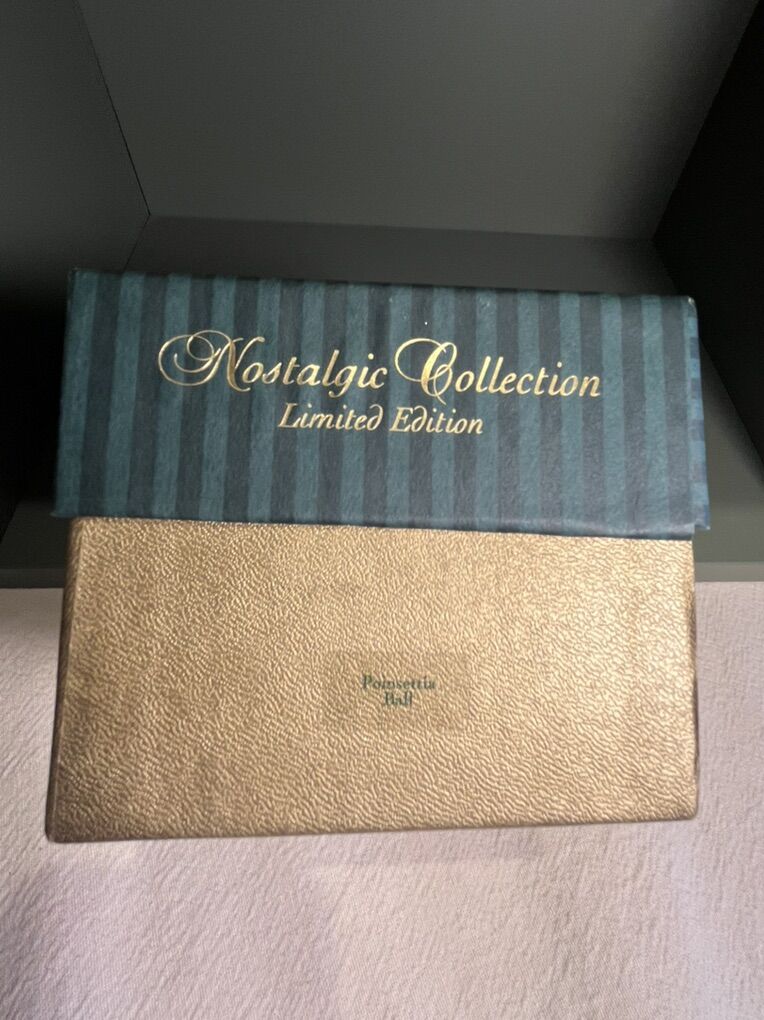 Nostalgic Collection
Limited Edition
Poinsettia
Ball